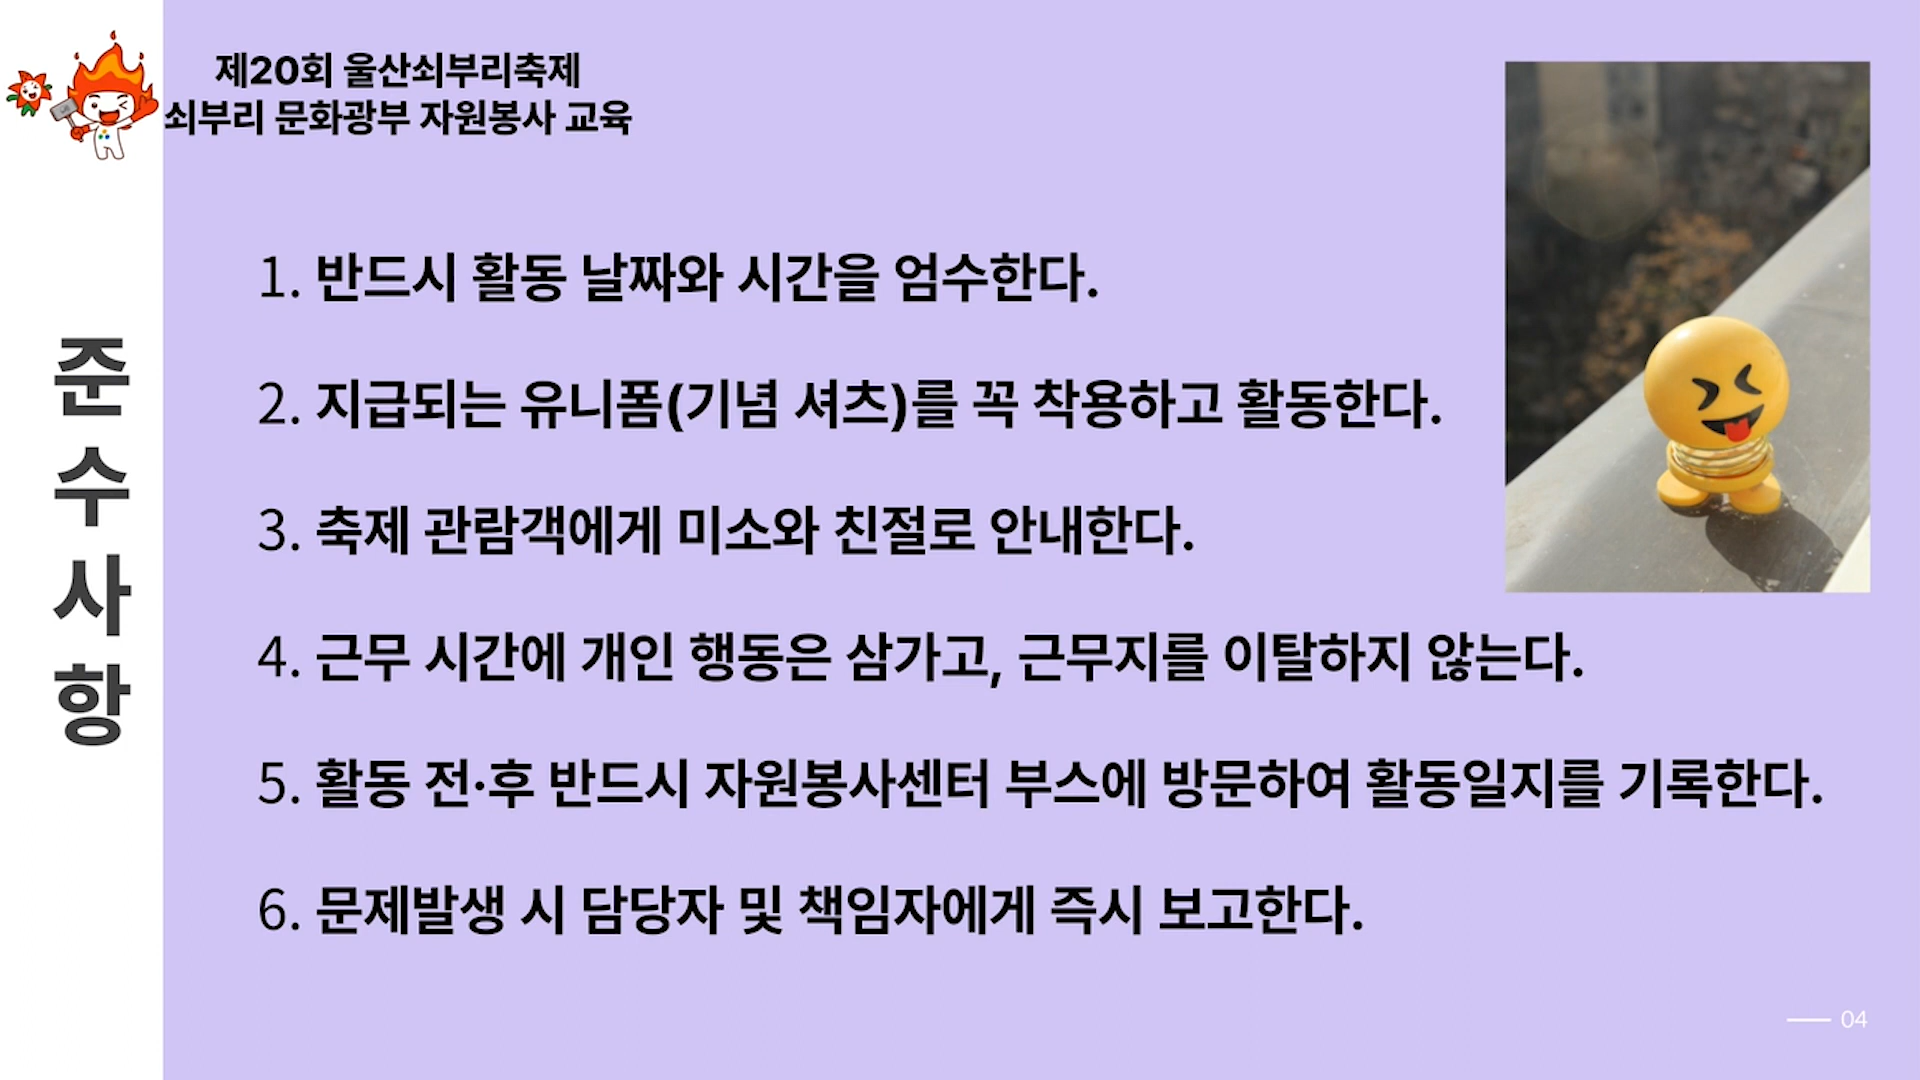 제20회 울산쇠부리축제
쇠부리 문화광부 자원봉사 교육
준수사항
1. 반드시 활동 날짜와 시간을 엄수한다.
2. 지급되는 유니폼(기념 셔츠)를 꼭 착용하고 활동한다.
3. 축제 관람객에게 미소와 친절로 안내한다.
4. 근무 시간에 개인 행동은 삼가고, 근무지를 이탈하지 않는다.
5. 활동 전·후 반드시 자원봉사센터 부스에 방문하여 활동일지를 기록한다.
6. 문제발생 시 담당자 및 책임자에게 즉시 보고한다.
04